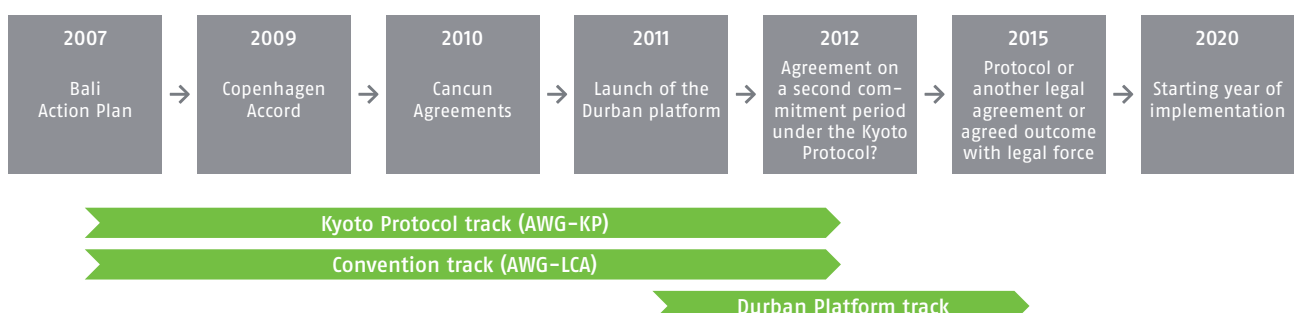 2007
Bali
Action Plan
2009
Copenhagen
Accord
2010
Cancun
Agreements
2011
Launch of the
Durban platform
2012
Agreement on
a second com-
mitment period
under the Kyoto
Protocol?
2015
Protocol or
another legal
agreement or
agreed outcome
with legal force
2020
Starting year of
implementation
Kyoto Protocol track (AWG-KP)
Convention track (AWG-LCA)
Durban Platform track